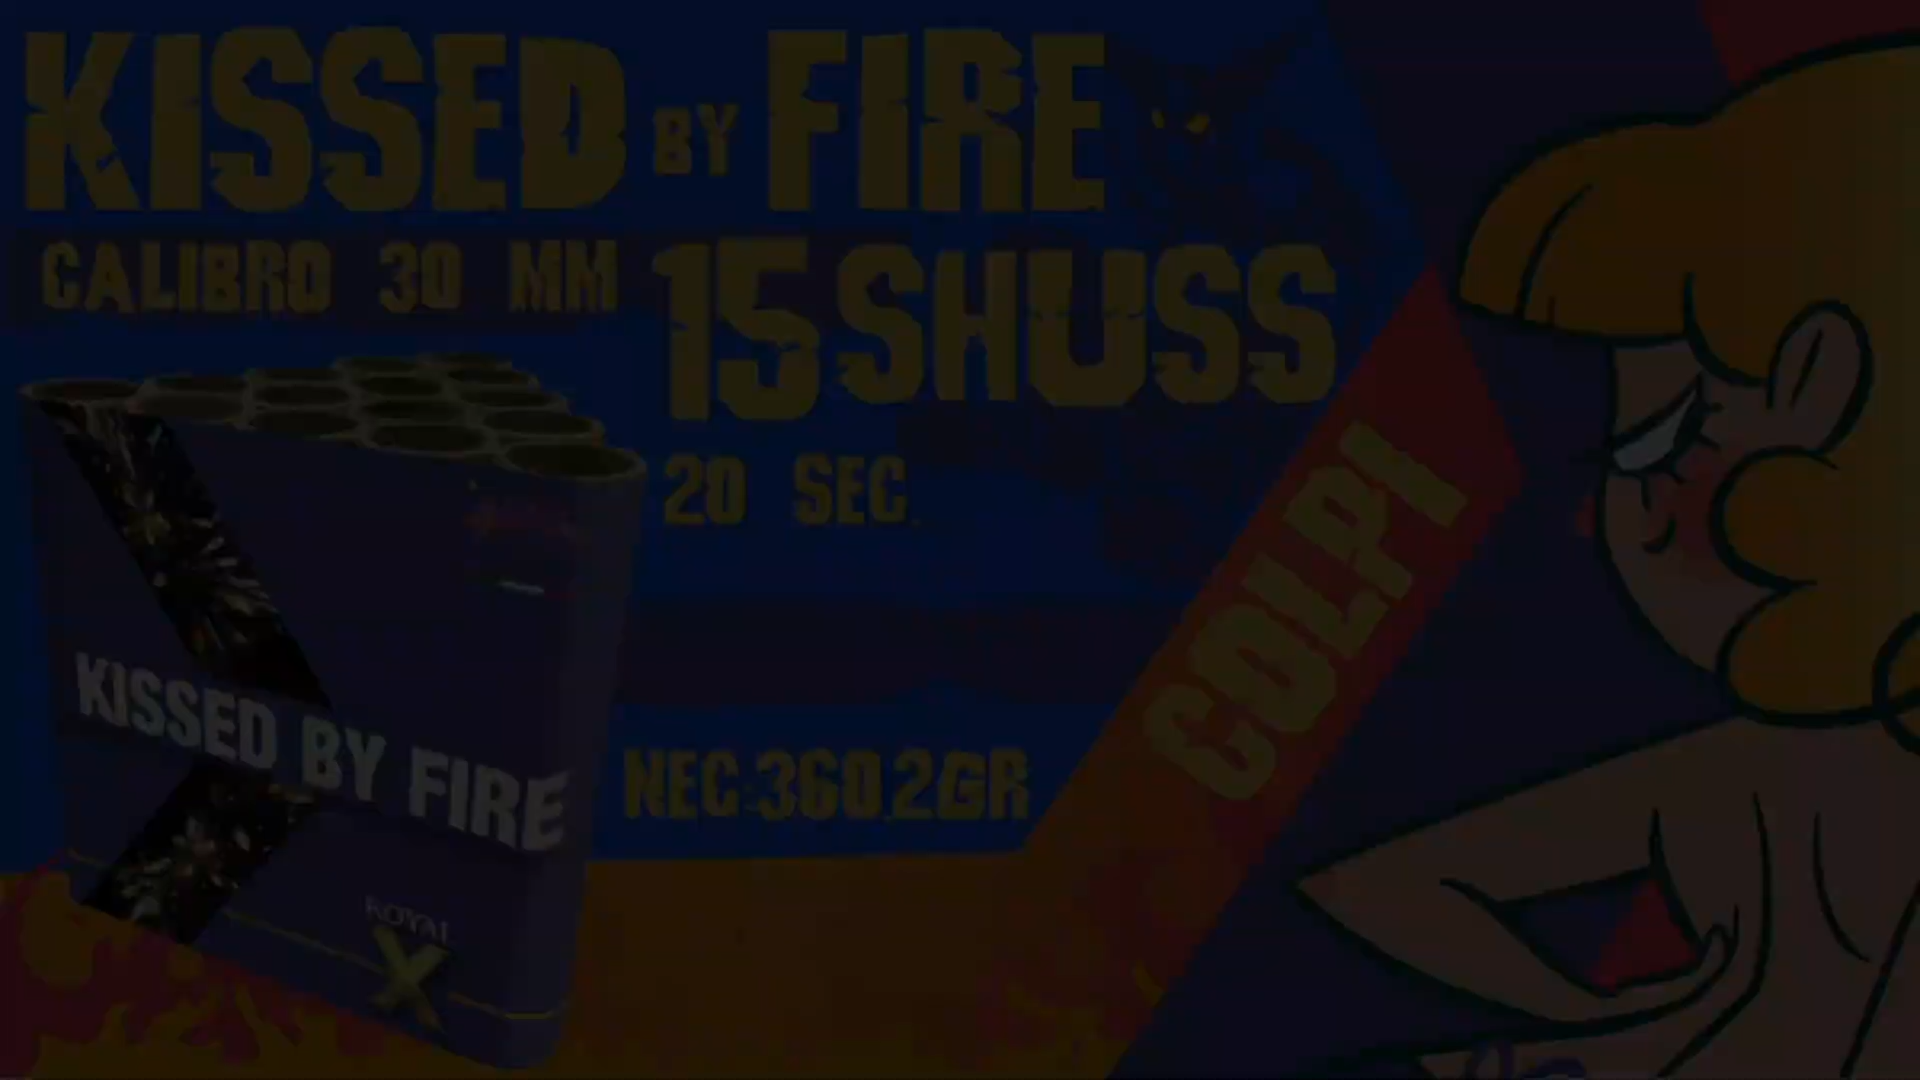 KISSED BY FIRE
CALIBRO 30 MM
15 SHUSS
20 SEC.
COLPI
KISSED BY FIRE
NEC:360.2GR
ROYAL
X